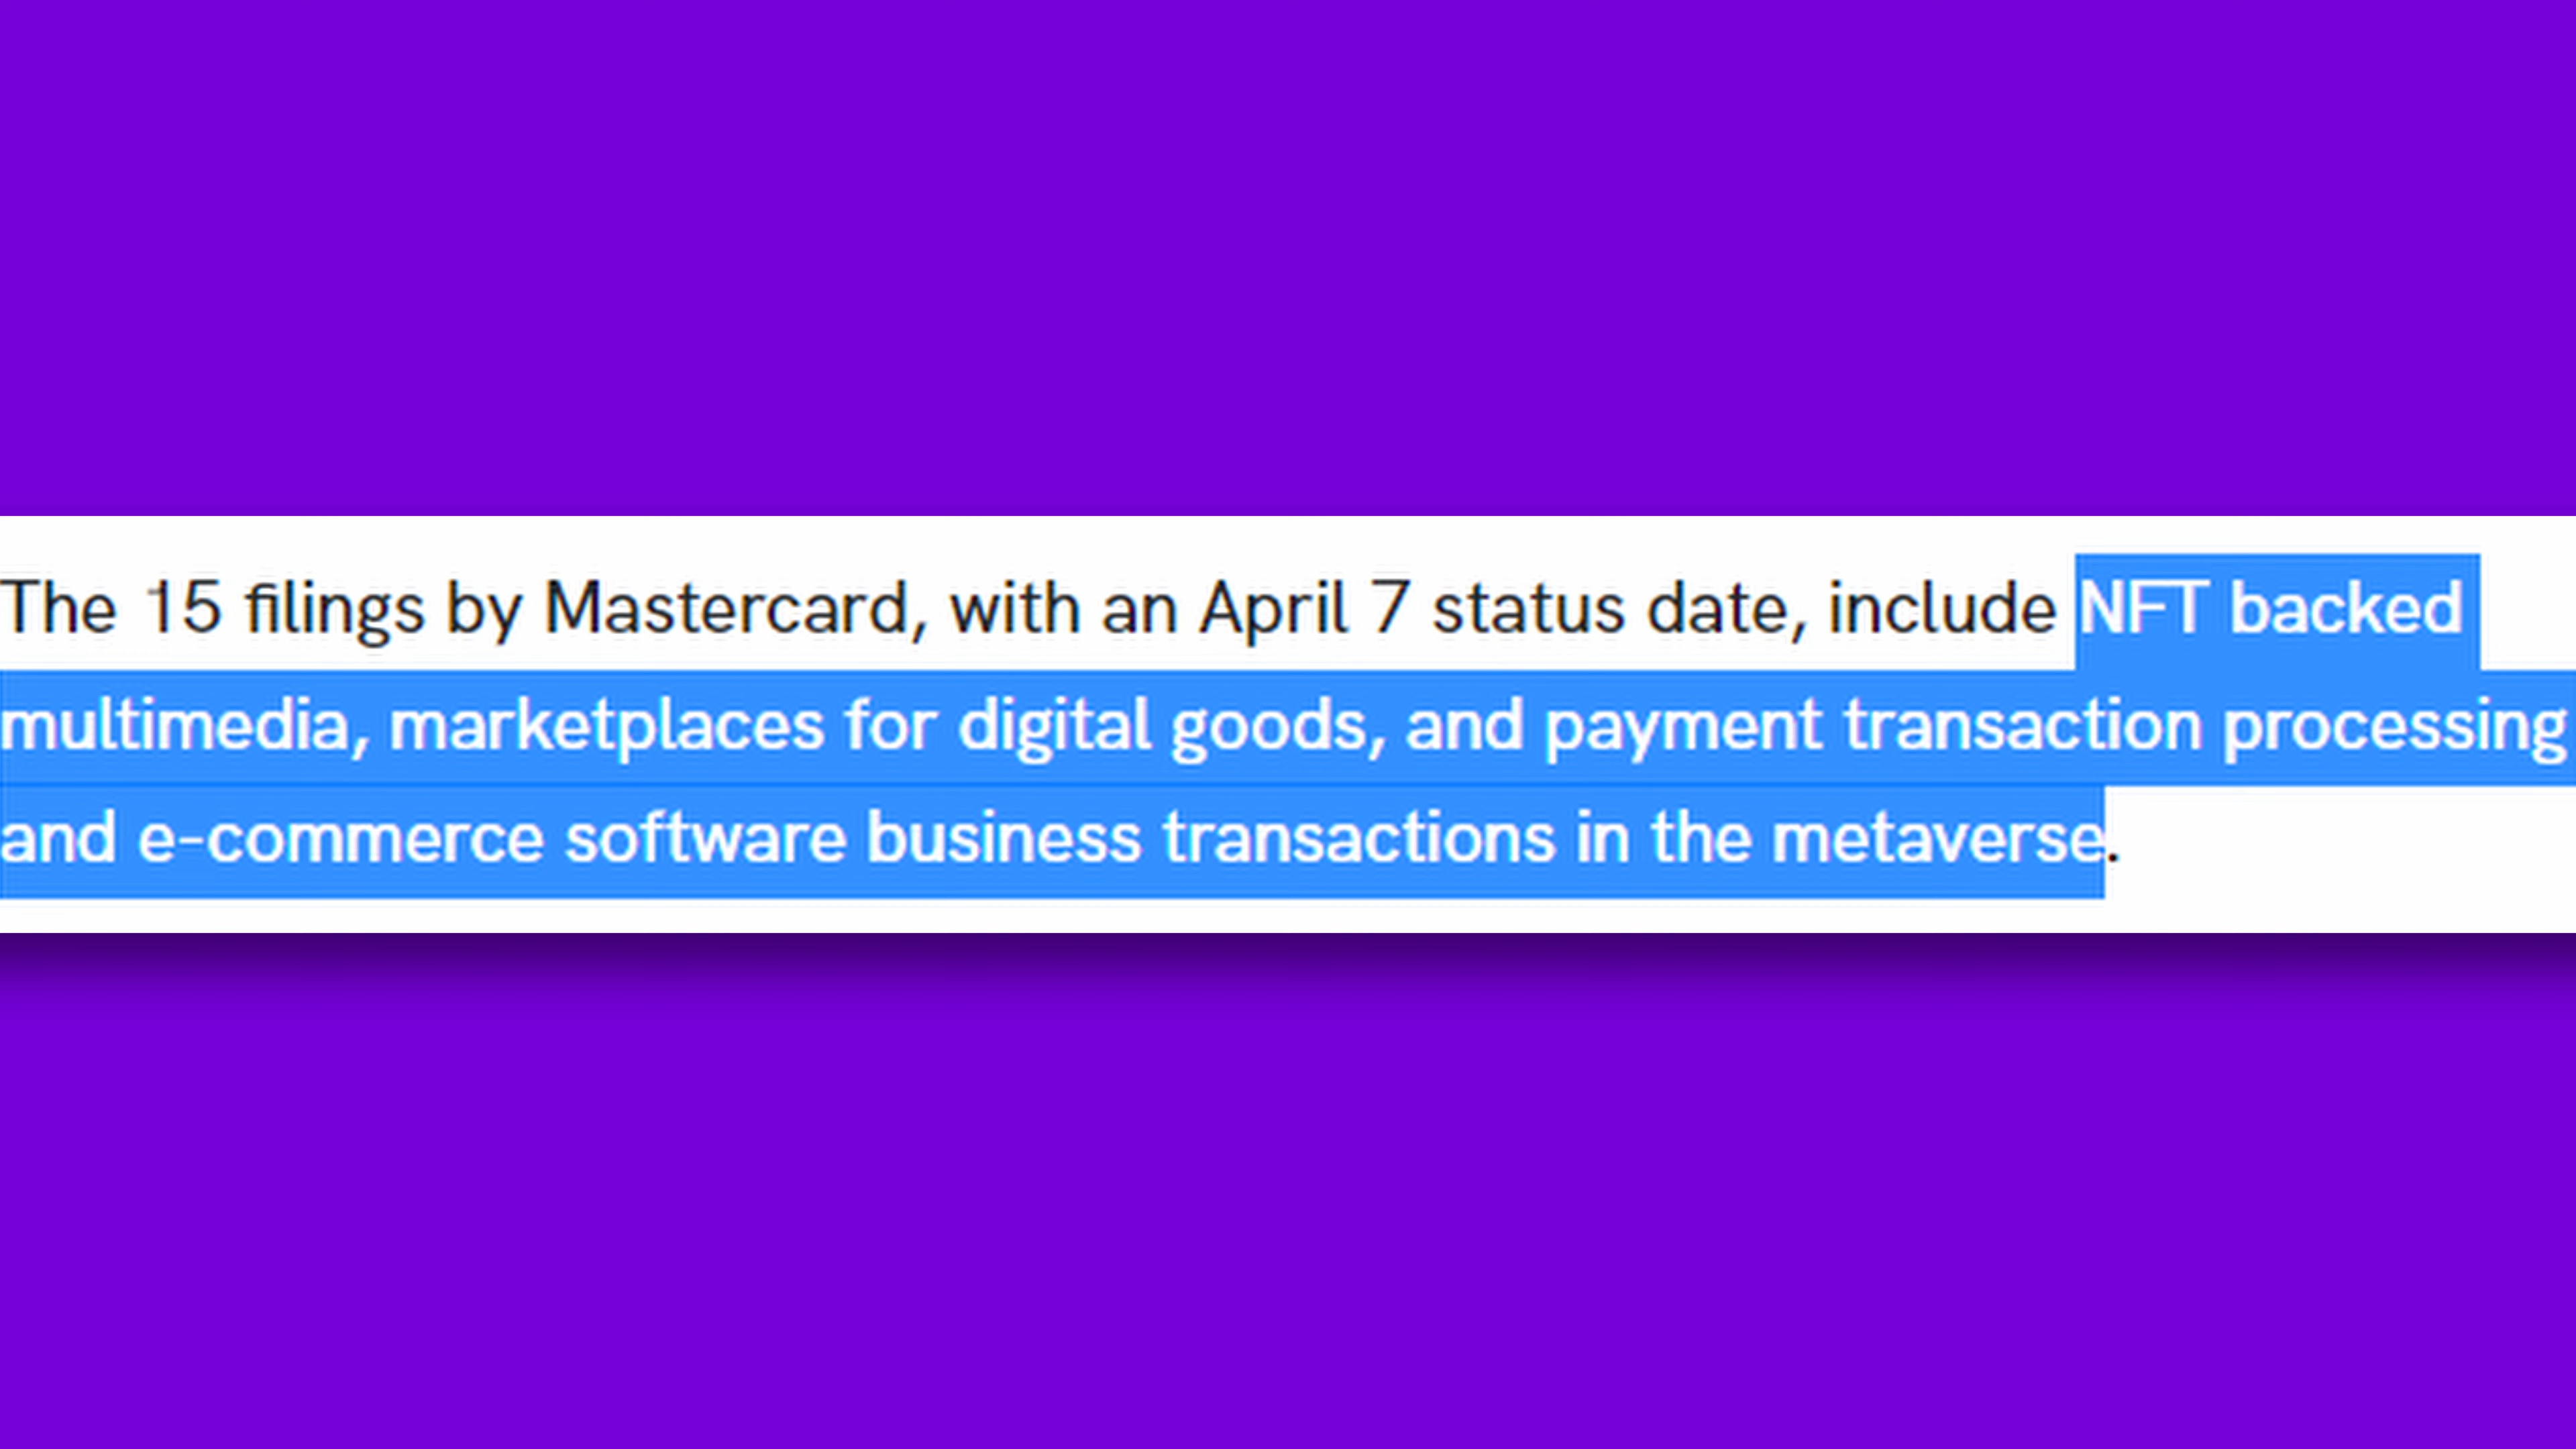 The 15 filings by Mastercard, with an April 7 status date, include NFT backed
multimedia, marketplaces for digital goods, and payment transaction processing
and e-commerce software business transactions in the metaverse.